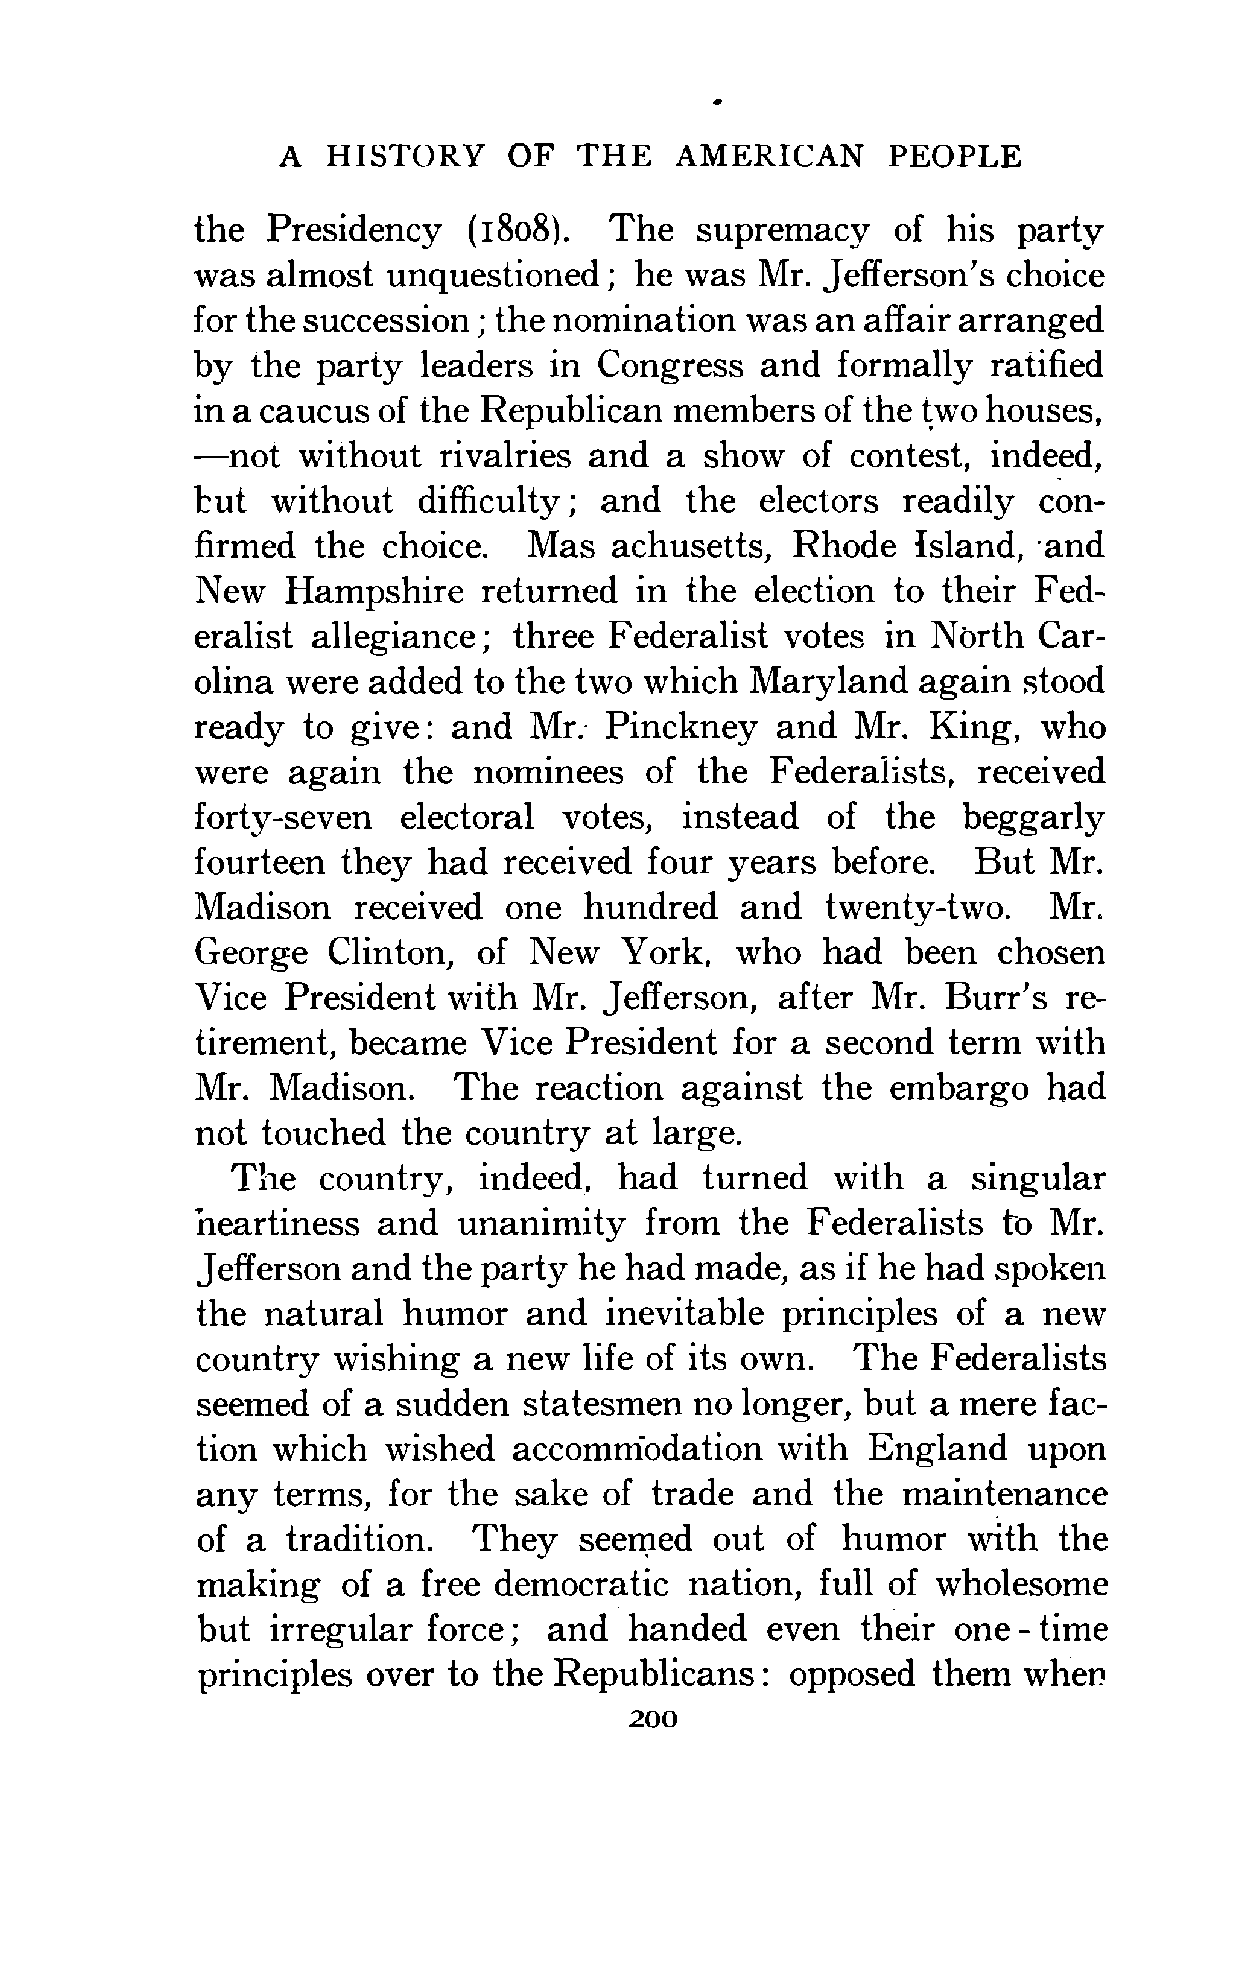 A HISTORY OF THE AMERICAN PEOPLE
the Presidency (1808). The supremacy of his party
was almost unquestioned; he was Mr. Jefferson's choice
for the succession; the nomination was an affair arranged
by the party leaders in Congress and formally ratified
in a caucus of the Republican members of the two houses,
—not without rivalries and a show of contest, indeed,
but without difficulty; and the electors readily con-
firmed the choice. Mas achusetts, Rhode Island, and
New Hampshire returned in the election to their Fed-
eralist allegiance; three Federalist votes in North Car-
olina were added to the two which Maryland again stood
ready to give: and Mr. Pinckney and Mr. King, who
were again the nominees of the Federalists, received
forty-seven electoral votes, instead of the beggarly
fourteen they had received four years before. But Mr.
Madison received one hundred and twenty-two. Mr.
George Clinton, of New York, who had been chosen
Vice President with Mr. Jefferson, after Mr. Burr's re-
tirement, became Vice President for a second term with
Mr. Madison. The reaction against the embargo had
not touched the country at large.
The country, indeed, had turned with a singular
heartiness and unanimity from the Federalists to Mr.
Jefferson and the party he had made, as if he had spoken
the natural humor and inevitable principles of a new
country wishing a new life of its own. The Federalists
seemed of a sudden statesmen no longer, but a mere fac-
tion which wished accommodation with England upon
any terms, for the sake of trade and the maintenance
of a tradition. They seemed out of humor with the
making of a free democratic nation, full of wholesome
but irregular force; and handed even their one-time
principles over to the Republicans: opposed them when
200